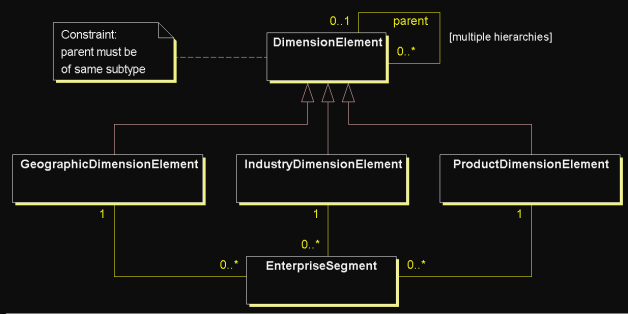 0..1
parent
Constraint:
parent must be
of same subtype
DimensionElement
[multiple hierarchies]
0..*
GeographicDimensionElement
IndustryDimensionElement
ProductDimensionElement
1
1
1
0..*
0..*
0..*
EnterpriseSegment